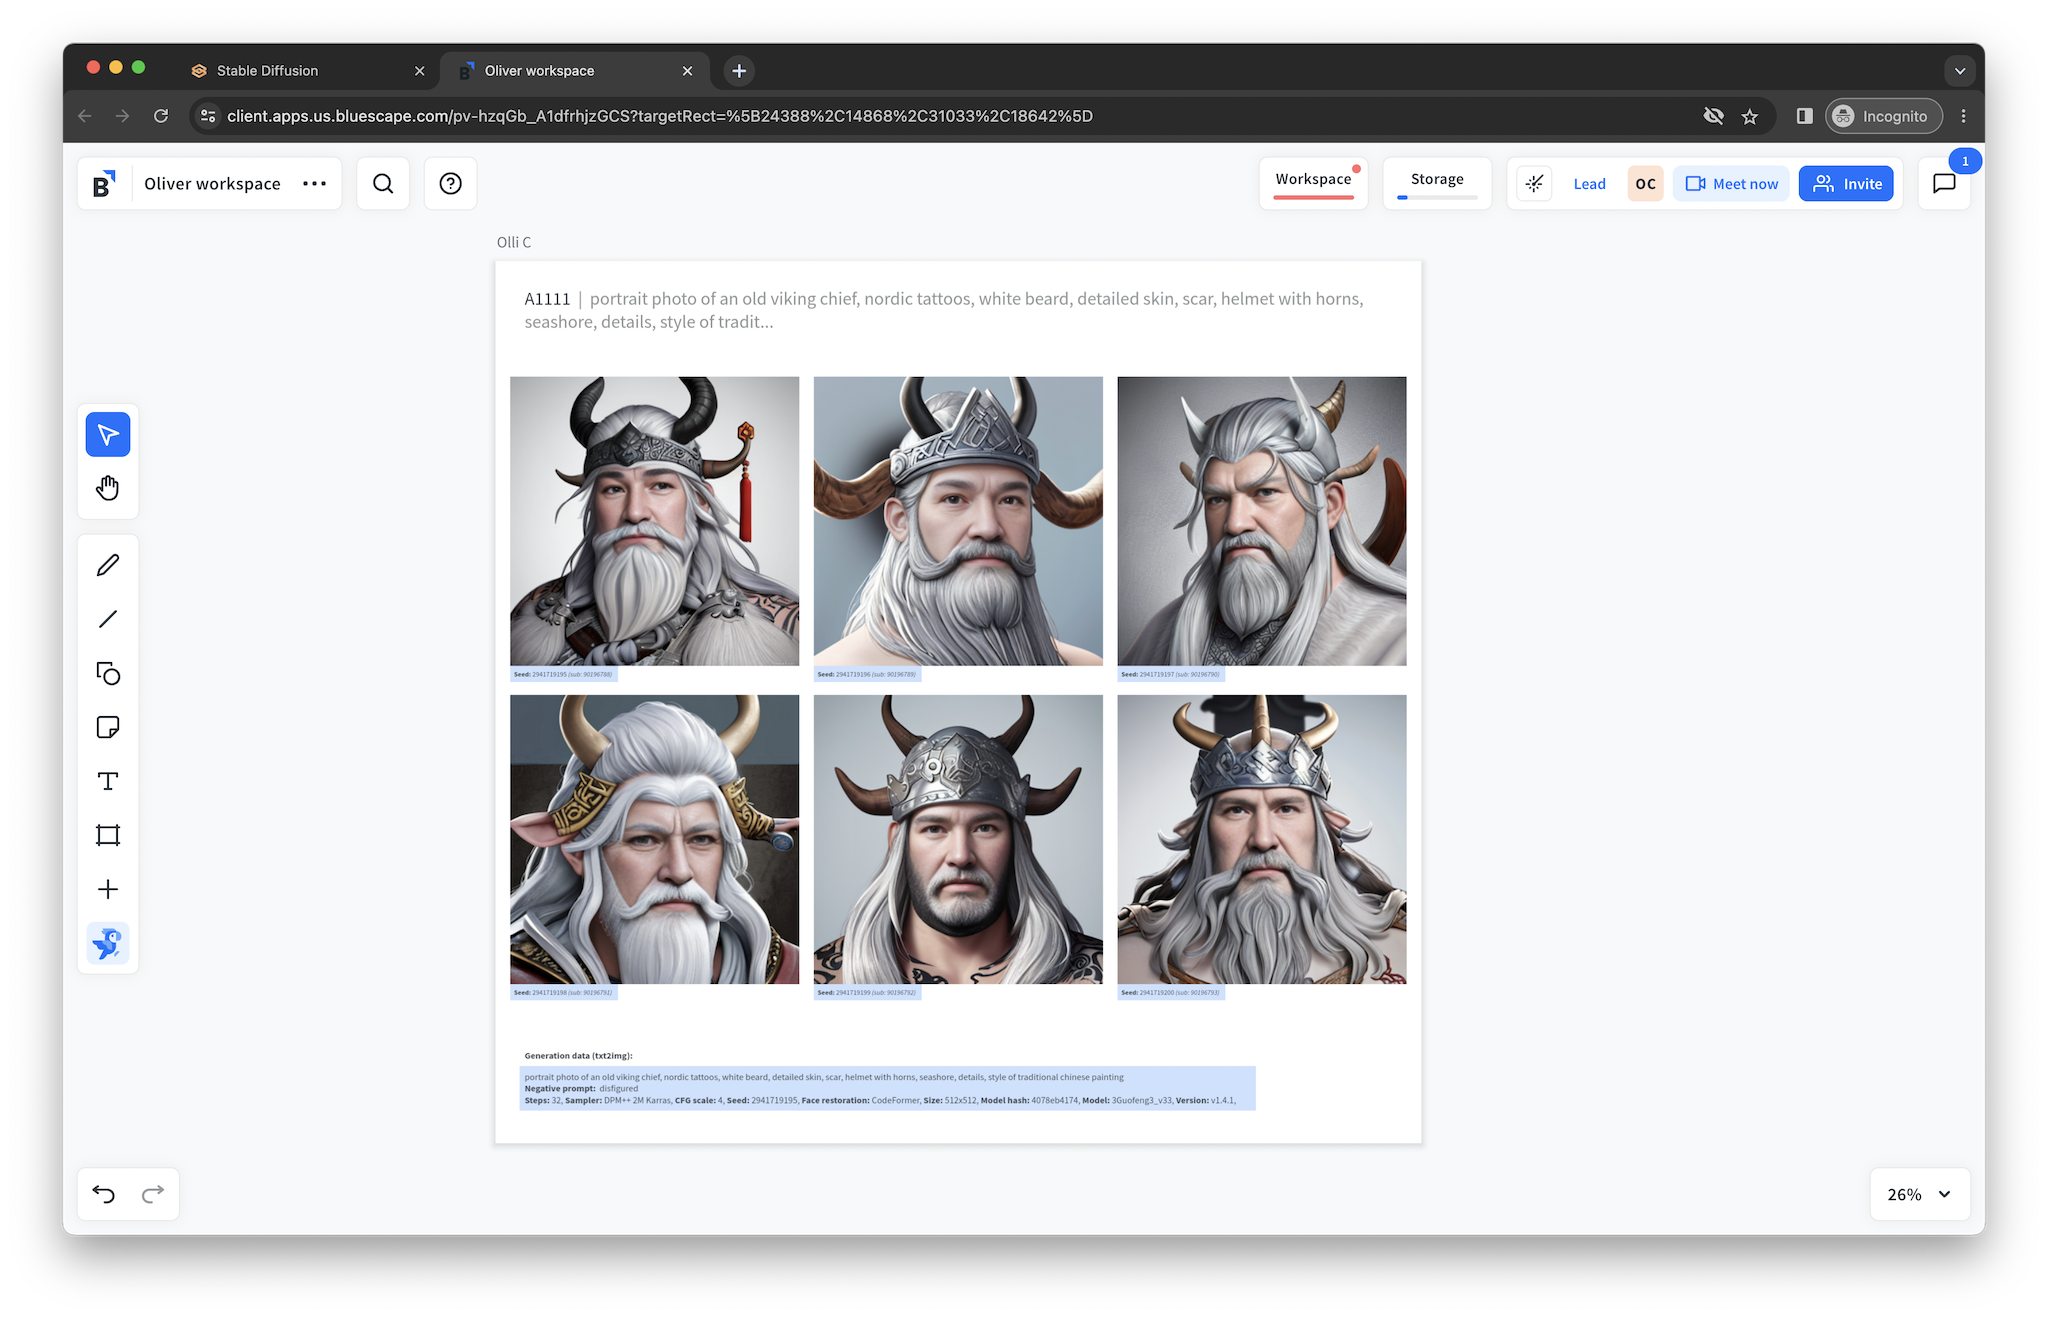 Stable Diffusion
Oliver workspace
client.apps.us.bluescape.com/pv-hzqGb_A1dfrhjzGCS?targetRect=%5B24388%2C14868%2C31033%2C18642%5D
Incognito
B
Oliver workspace
Workspace
Storage
Lead
OC
Meet now
Invite
1
Olli C
A1111 | portrait photo of an old viking chief, nordic tattoos, white beard, detailed skin, scar, helmet with horns,
seashore, details, style of tradit...
Seed: 2941719195 (sub: 90196788)
Seed: 2941719196 (sub: 90196789)
Seed: 2941719197 (sub: 90196790)
Seed: 2941719198 (sub: 90196791)
Seed: 2941719199 (sub: 90196792)
Seed: 2941719200 (sub: 90196793)
Generation data (txt2img):
portrait photo of an old viking chief, nordic tattoos, white beard, detailed skin, scar, helmet with horns, seashore, details, style of traditional chinese painting
Negative prompt: disfigured
Steps: 32, Sampler: DPM++ 2M Karras, CFG scale: 4, Seed: 2941719195, Face restoration: CodeFormer, Size: 512x512, Model hash: 4078eb4174, Model: 3Guofeng3_v33, Version: v1.4.1,
26%